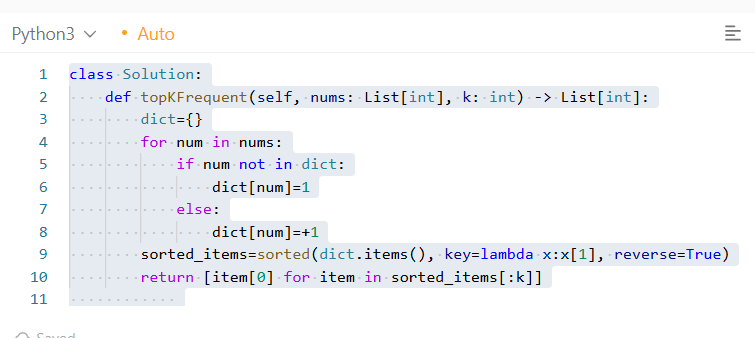 Python3 Auto
1 class Solution:
2 def topKFrequent(self, nums: List[int], k: int) -> List[int]:
3 dict={}
4 for num in nums:
5 if num not in dict:
6 dict[num]=1
7 else:
8 dict[num]=+1
9 sorted_items=sorted(dict.items(), key=lambda x:x[1], reverse=True)
10 return [item[0] for item in sorted_items[:k]]
11
Saved